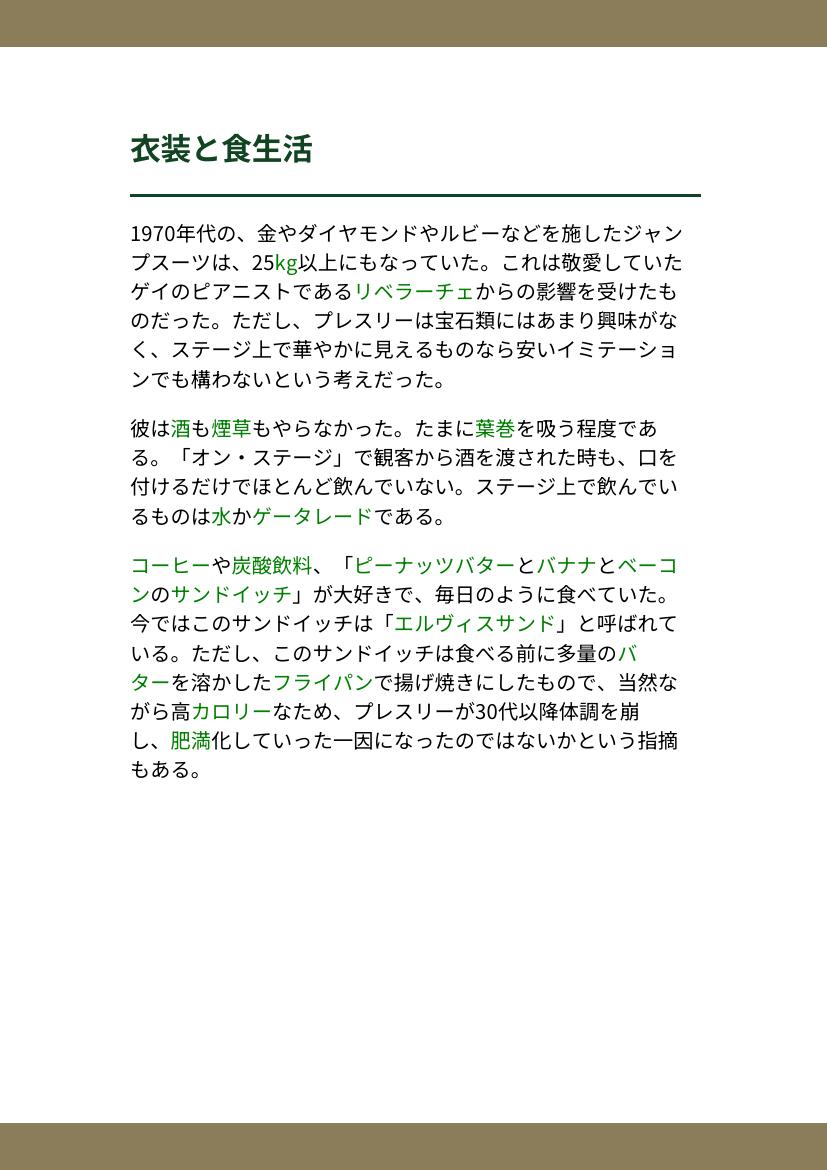 衣装と食生活
1970年代の、金やダイヤモンドやルビーなどを施したジャン
プスーツは、25kg以上にもなっていた。これは敬愛していた
ゲイのピアニストであるリベラーチェからの影響を受けたも
のだった。ただし、プレスリーは宝石類にはあまり興味がな
く、ステージ上で華やかに見えるものなら安いイミテーショ
ンでも構わないという考えだった。
彼は酒も煙草もやらなかった。たまに葉巻を吸う程度であ
る。「オン・ステージ」で観客から酒を渡された時も、口を
付けるだけでほとんど飲んでいない。ステージ上で飲んでい
るものは水かゲータレードである。
コーヒーや炭酸飲料、「ピーナッツバターとバナナとベーコ
ンのサンドイッチ」が大好きで、毎日のように食べていた。
今ではこのサンドイッチは「エルヴィスサンド」と呼ばれて
いる。ただし、このサンドイッチは食べる前に多量のバ
ターを溶かしたフライパンで揚げ焼きにしたもので、当然な
がら高カロリーなため、プレスリーが30代以降体調を崩
し、肥満化していった一因になったのではないかという指摘
もある。